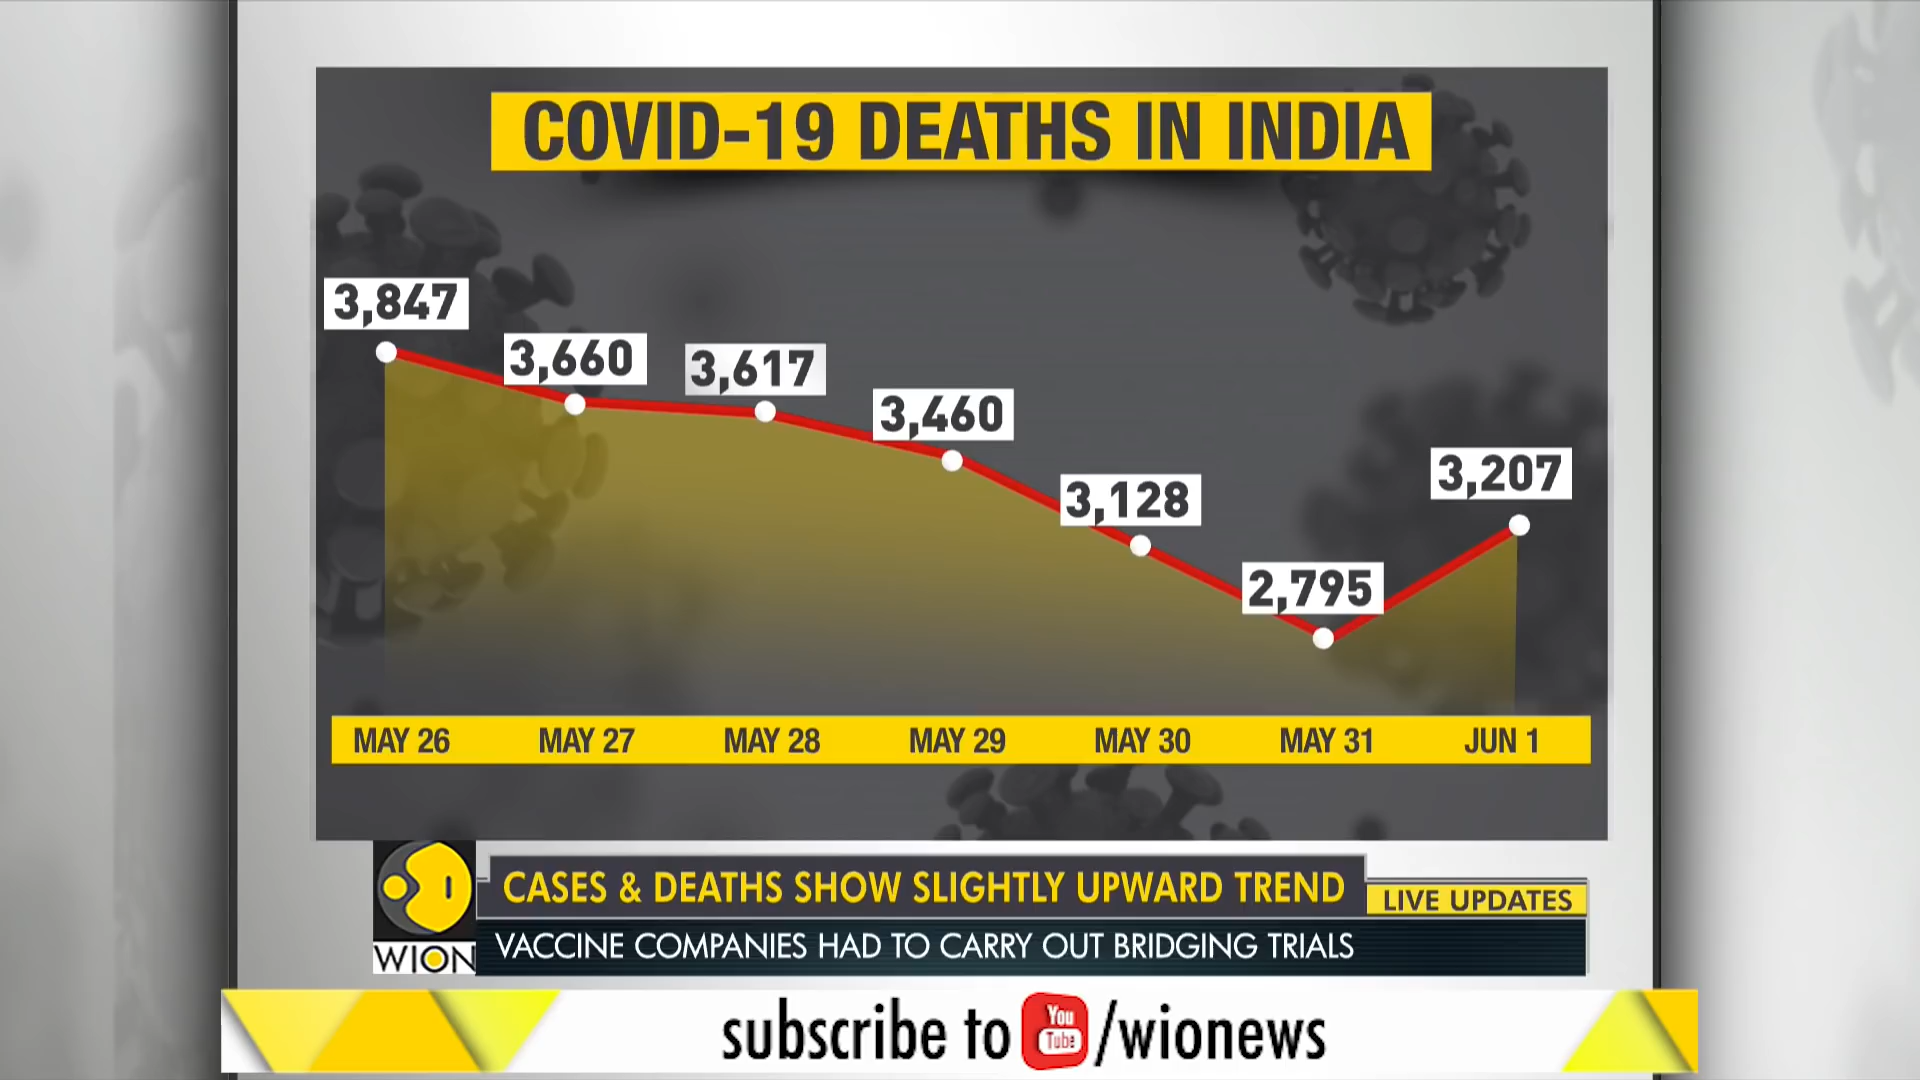 COVID-19 DEATHS IN INDIA
3,847
3,660
3,617
3,460
3,128
2,795
3,207
MAY 26 MAY 27 MAY 28 MAY 29 MAY 30 MAY 31 JUN 1
CASES & DEATHS SHOW SLIGHTLY UPWARD TREND
LIVE UPDATES
WION
VACCINE COMPANIES HAD TO CARRY OUT BRIDGING TRIALS
subscribe to You Tube /wionews